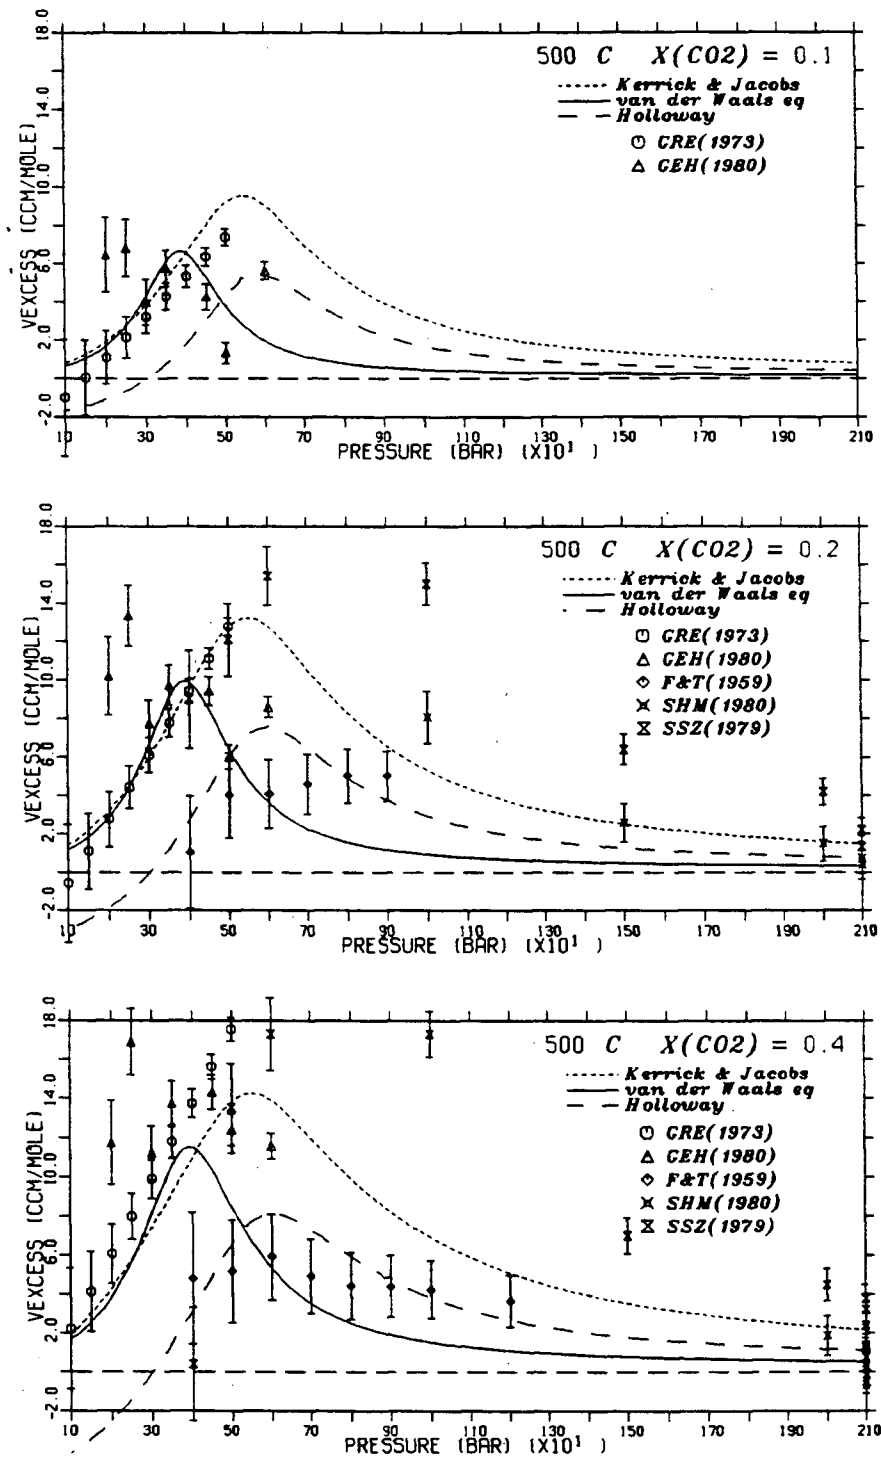 18.0
14.0
10.0
6.0
2.0
-2.0
VEXCESS (CCM/MOLE)
500 C X(CO2) = 0.1
Kerrick & Jacobs
van der Waals eq
Holloway
GRE(1973)
GEH(1980)
10 30 50 70 90 110 130 150 170 190 210
PRESSURE (BAR) (X10¹ )
18.0
14.0
10.0
6.0
2.0
-2.0
VEXCESS (CCM/MOLE)
500 C X(CO2) = 0.2
Kerrick & Jacobs
van der Waals eq
Holloway
GRE(1973)
GEH(1980)
F&T(1959)
SHM(1980)
SSZ(1979)
10 30 50 70 90 110 130 150 170 190 210
PRESSURE (BAR) (X10¹ )
18.0
14.0
10.0
6.0
2.0
-2.0
VEXCESS (CCM/MOLE)
500 C X(CO2) = 0.4
Kerrick & Jacobs
van der Waals eq
Holloway
GRE(1973)
GEH(1980)
F&T(1959)
SHM(1980)
SSZ(1979)
10 30 50 70 90 110 130 150 170 190 210
PRESSURE (BAR) (X10¹ )